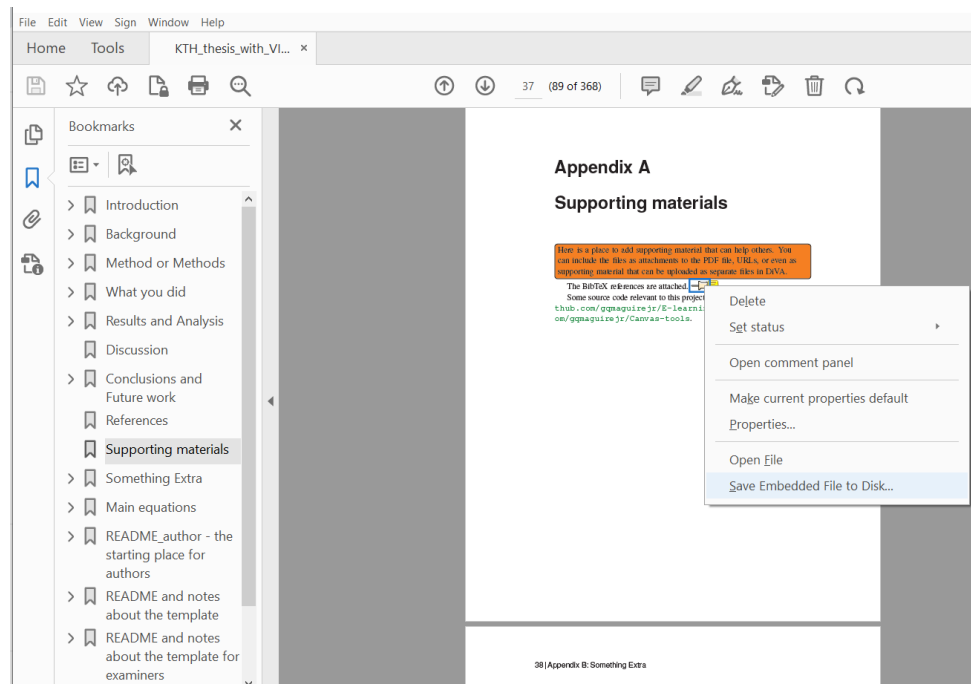 File Edit View Sign Window Help
Home Tools KTH_thesis_with_VI... ×
37 (89 of 368)
Bookmarks
Introduction
Background
Method or Methods
What you did
Results and Analysis
Discussion
Conclusions and
Future work
References
Supporting materials
Something Extra
Main equations
README_author - the
starting place for
authors
README and notes
about the template
README and notes
about the template for
examiners
Appendix A
Supporting materials
Here is a place to add supporting material that can help others. You
can include the files as attachments to the PDF file, URLs, or even as
supporting material that can be uploaded as separate files in DiVA.
The BibTeX references are attached.
Some source code relevant to this project
thub.com/gqmaguirejr/E-learni
om/gqmaguirejr/Canvas-tools.
Delete
Set status
Open comment panel
Make current properties default
Properties...
Open File
Save Embedded File to Disk...
38 | Appendix B: Something Extra